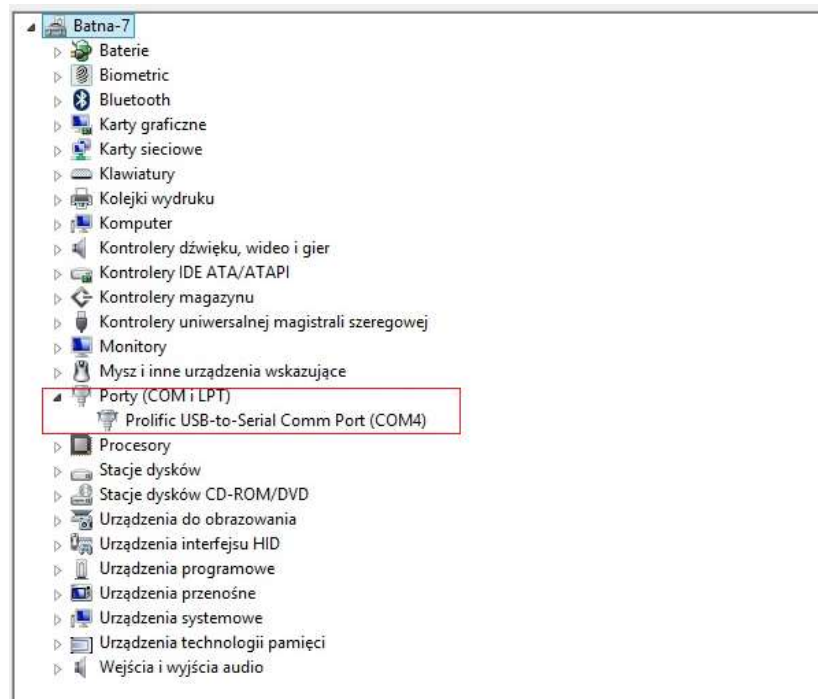 Batna-7
Baterie
Biometric
Bluetooth
Karty graficzne
Karty sieciowe
Klawiatury
Kolejki wydruku
Komputer
Kontrolery dźwięku, wideo i gier
Kontrolery IDE ATA/ATAPI
Kontrolery magazynu
Kontrolery uniwersalnej magistrali szeregowej
Monitory
Mysz i inne urządzenia wskazujące
Porty (COM i LPT)
Prolific USB-to-Serial Comm Port (COM4)
Procesory
Stacje dysków
Stacje dysków CD-ROM/DVD
Urządzenia do obrazowania
Urządzenia interfejsu HID
Urządzenia programowe
Urządzenia przenośne
Urządzenia systemowe
Urządzenia technologii pamięci
Wejścia i wyjścia audio